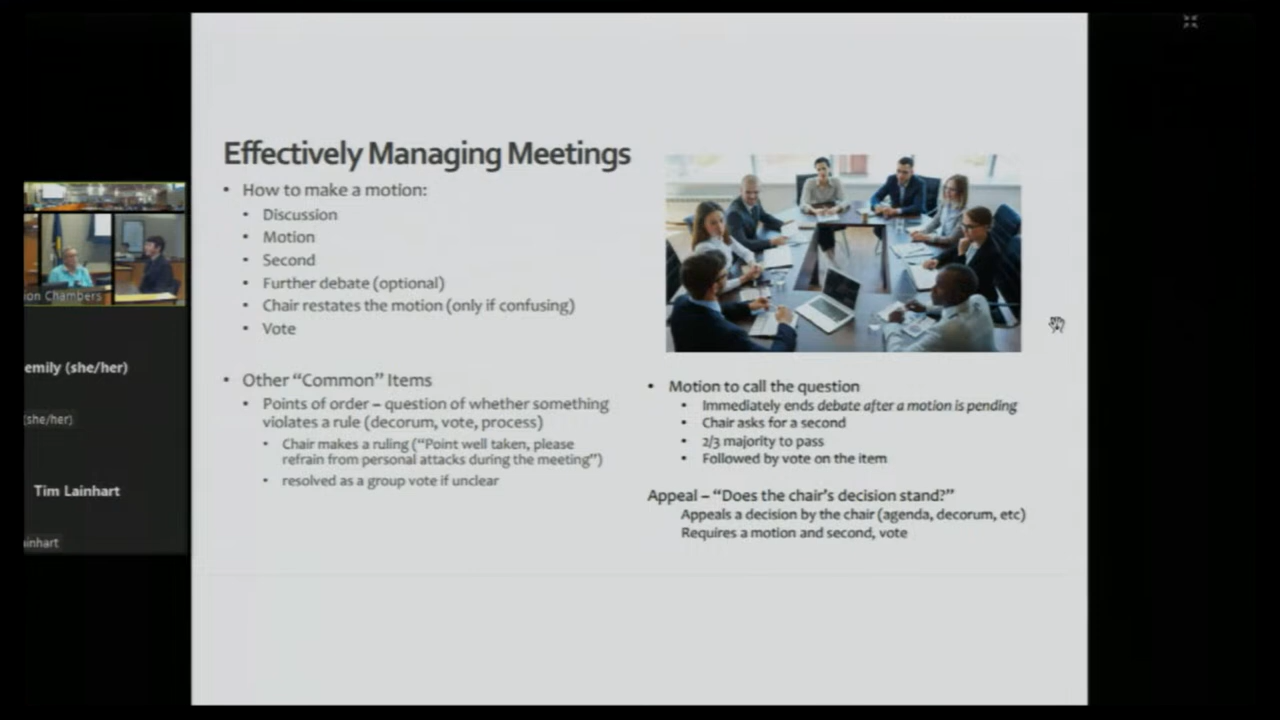 Effectively Managing Meetings
• How to make a motion:
• Discussion
• Motion
• Second
• Further debate (optional)
• Chair restates the motion (only if confusing)
• Vote
• Other “Common” Items
• Points of order – question of whether something
violates a rule (decorum, vote, process)
• Chair makes a ruling (“Point well taken, please
refrain from personal attacks during the meeting”)
• resolved as a group vote if unclear
• Motion to call the question
• Immediately ends debate after a motion is pending
• Chair asks for a second
• 2/3 majority to pass
• Followed by vote on the item
Appeal – “Does the chair’s decision stand?”
Appeals a decision by the chair (agenda, decorum, etc)
Requires a motion and second, vote
ion Chambers
emily (she/her)
(she/her)
Tim Lainhart
ainhart